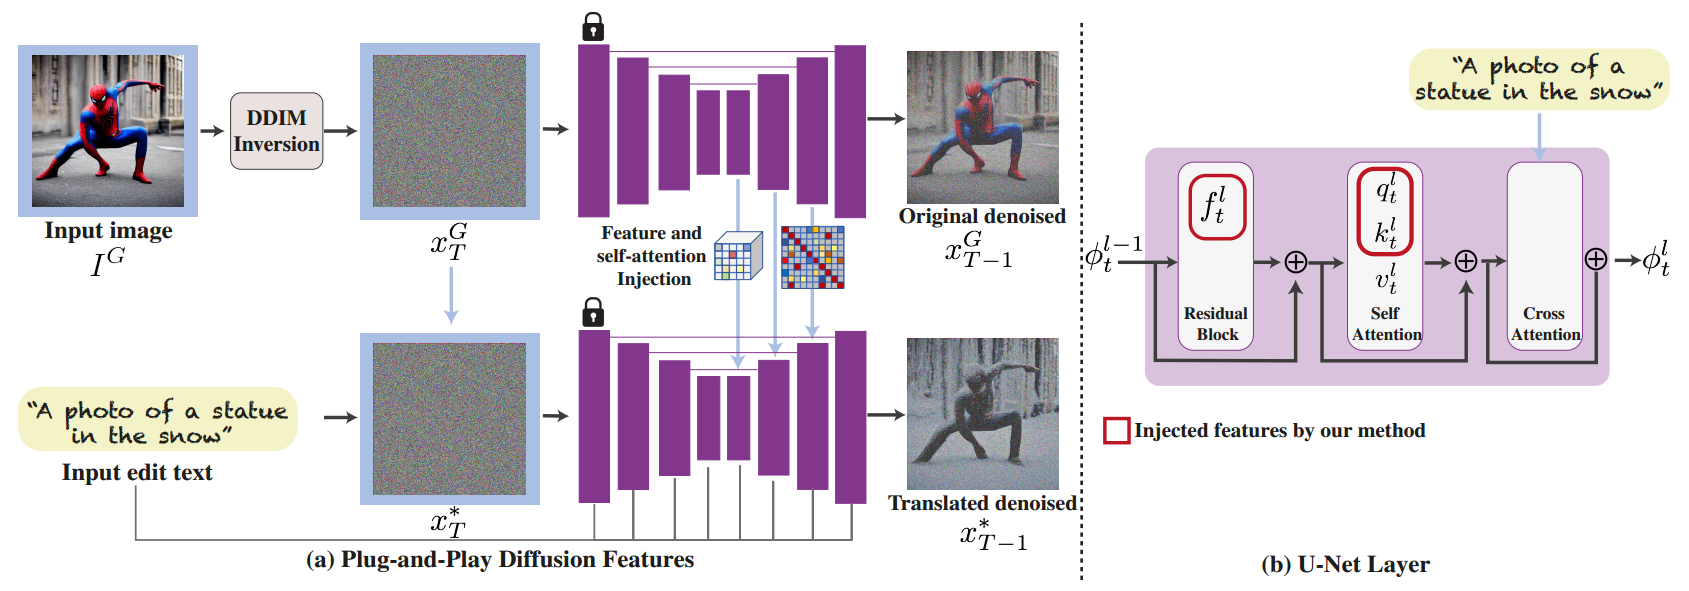 Input image
I^G
DDIM
Inversion
x_T^G
Feature and
self-attention
Injection
Original denoised
x_{T-1}^G
"A photo of a statue
in the snow"
Input edit text
x_T^*
Translated denoised
x_{T-1}^*
(a) Plug-and-Play Diffusion Features
"A photo of a
statue in the snow"
ϕ_t^{l-1}
f_t^l
Residual
Block
q_t^l
k_t^l
v_t^l
Self
Attention
Cross
Attention
ϕ_t^l
Injected features by our method
(b) U-Net Layer